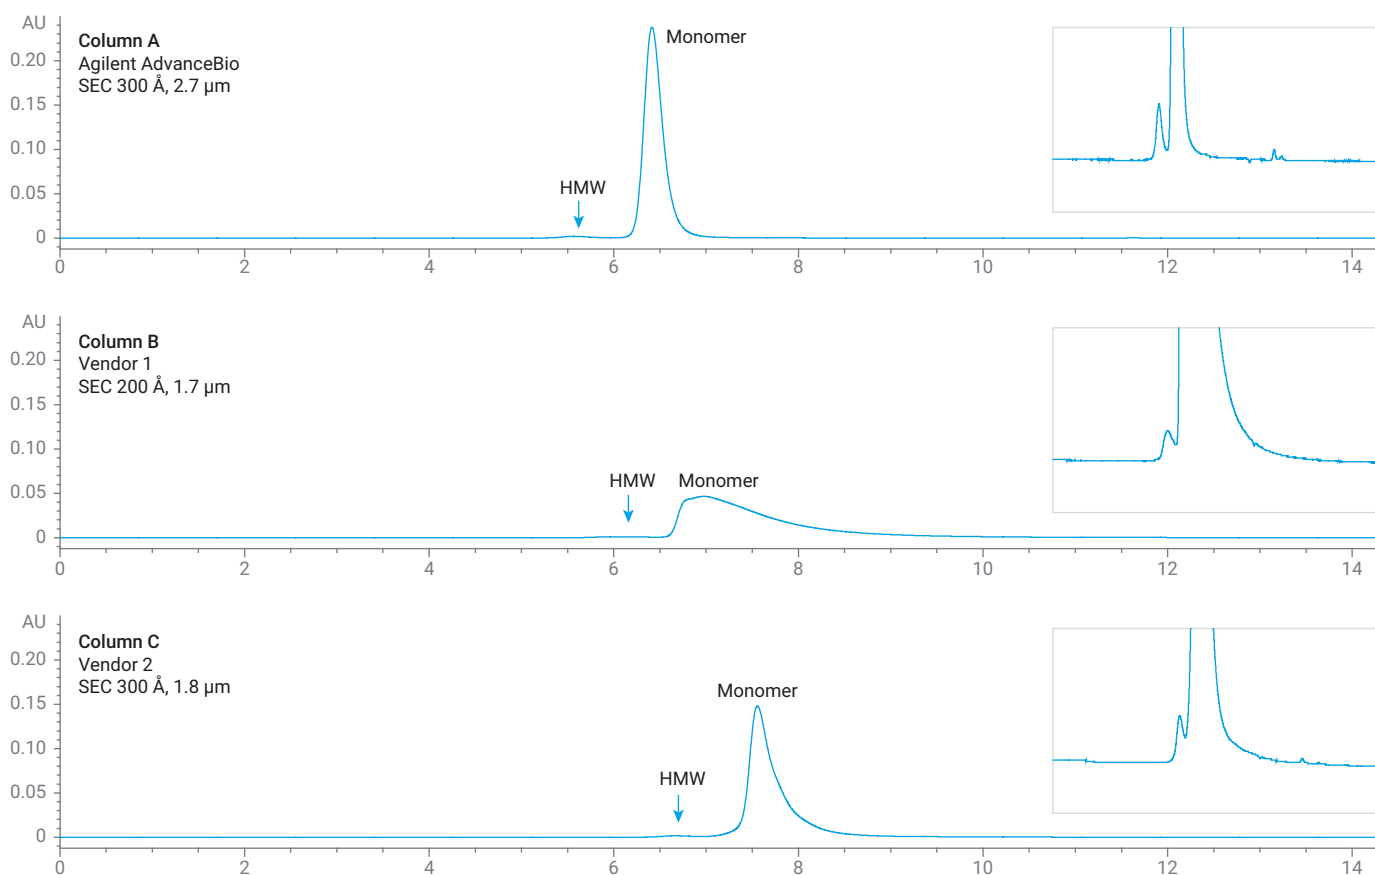 AU
Column A
Agilent AdvanceBio
SEC 300 Å, 2.7 µm
Monomer
HMW
0.20
0.15
0.10
0.05
0
0 2 4 6 8 10 12 14
AU
Column B
Vendor 1
SEC 200 Å, 1.7 µm
HMW
Monomer
0.20
0.15
0.10
0.05
0
0 2 4 6 8 10 12 14
AU
Column C
Vendor 2
SEC 300 Å, 1.8 µm
Monomer
HMW
0.20
0.15
0.10
0.05
0
0 2 4 6 8 10 12 14